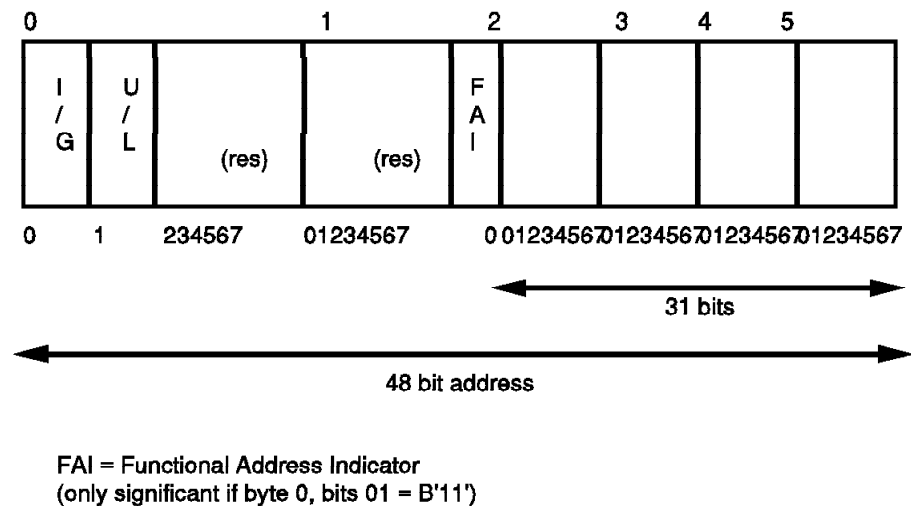 0 1 2 3 4 5
I/G U/L (res) (res) FAI
0 1 234567 01234567 0 01234567 01234567 01234567 01234567
31 bits
48 bit address
FAI = Functional Address Indicator
(only significant if byte 0, bits 01 = B'11')